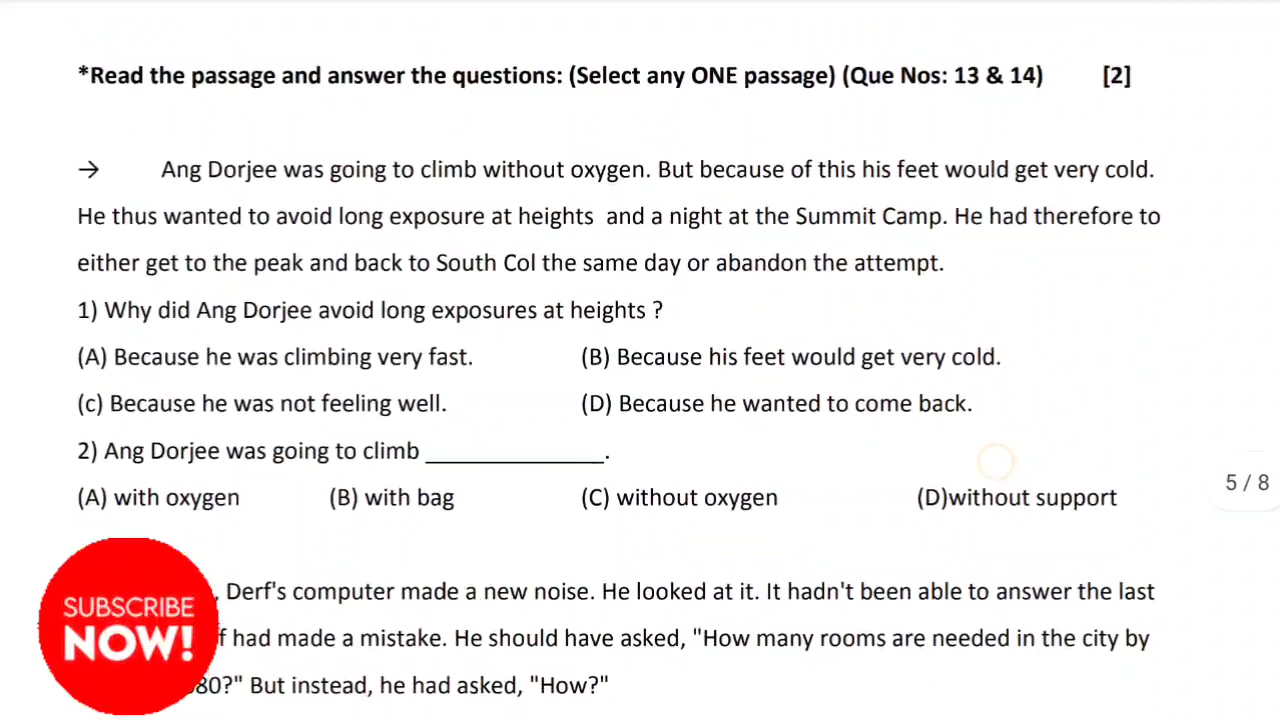 *Read the passage and answer the questions: (Select any ONE passage) (Que Nos: 13 & 14) [2]
→ Ang Dorjee was going to climb without oxygen. But because of this his feet would get very cold.
He thus wanted to avoid long exposure at heights and a night at the Summit Camp. He had therefore to
either get to the peak and back to South Col the same day or abandon the attempt.
1) Why did Ang Dorjee avoid long exposures at heights ?
(A) Because he was climbing very fast. (B) Because his feet would get very cold.
(c) Because he was not feeling well. (D) Because he wanted to come back.
2) Ang Dorjee was going to climb ______________.
(A) with oxygen (B) with bag (C) without oxygen (D)without support
5 / 8
Derf's computer made a new noise. He looked at it. It hadn't been able to answer the last
had made a mistake. He should have asked, "How many rooms are needed in the city by
80?" But instead, he had asked, "How?"
SUBSCRIBE
NOW!